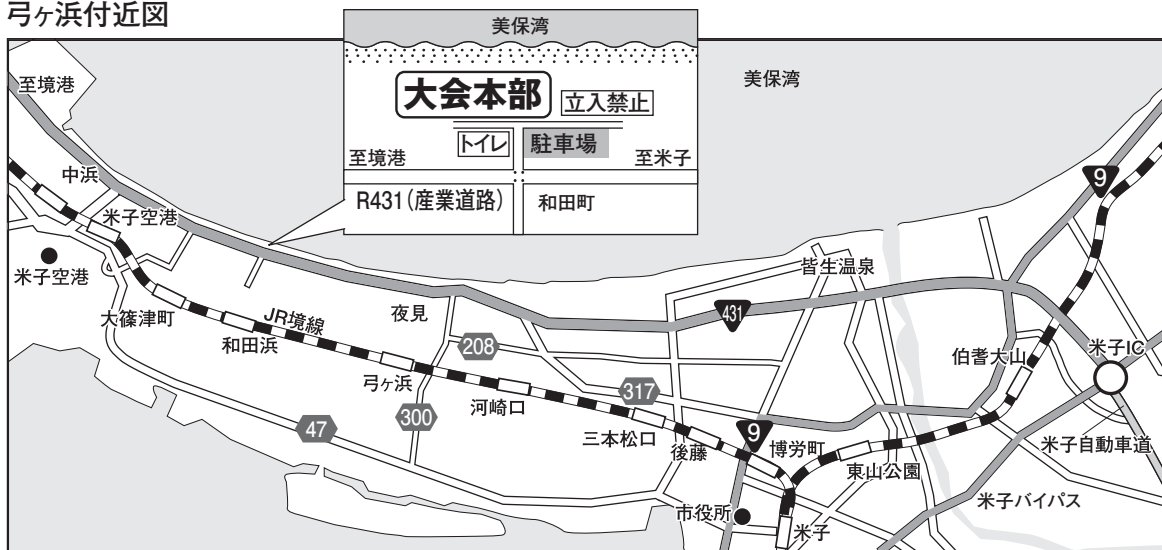 弓ヶ浜付近図
美保湾
大会本部
立入禁止
トイレ
駐車場
至境港
至米子
R431(産業道路)
和田町
美保湾
至境港
中浜
米子空港
米子空港
大篠津町
JR境線
和田浜
夜見
弓ヶ浜
208
300
47
河崎口
317
三本松口
後藤
431
皆生温泉
9
9
博労町
東山公園
伯耆大山
米子IC
米子自動車道
米子バイパス
市役所
米子